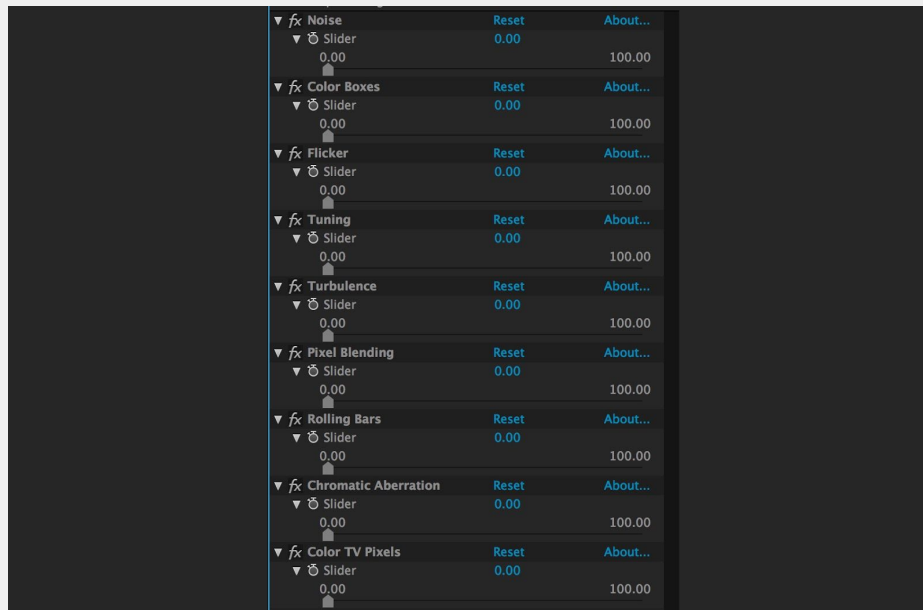 fx Noise Reset About...
Slider 0.00
0.00 100.00
fx Color Boxes Reset About...
Slider 0.00
0.00 100.00
fx Flicker Reset About...
Slider 0.00
0.00 100.00
fx Tuning Reset About...
Slider 0.00
0.00 100.00
fx Turbulence Reset About...
Slider 0.00
0.00 100.00
fx Pixel Blending Reset About...
Slider 0.00
0.00 100.00
fx Rolling Bars Reset About...
Slider 0.00
0.00 100.00
fx Chromatic Aberration Reset About...
Slider 0.00
0.00 100.00
fx Color TV Pixels Reset About...
Slider 0.00
0.00 100.00